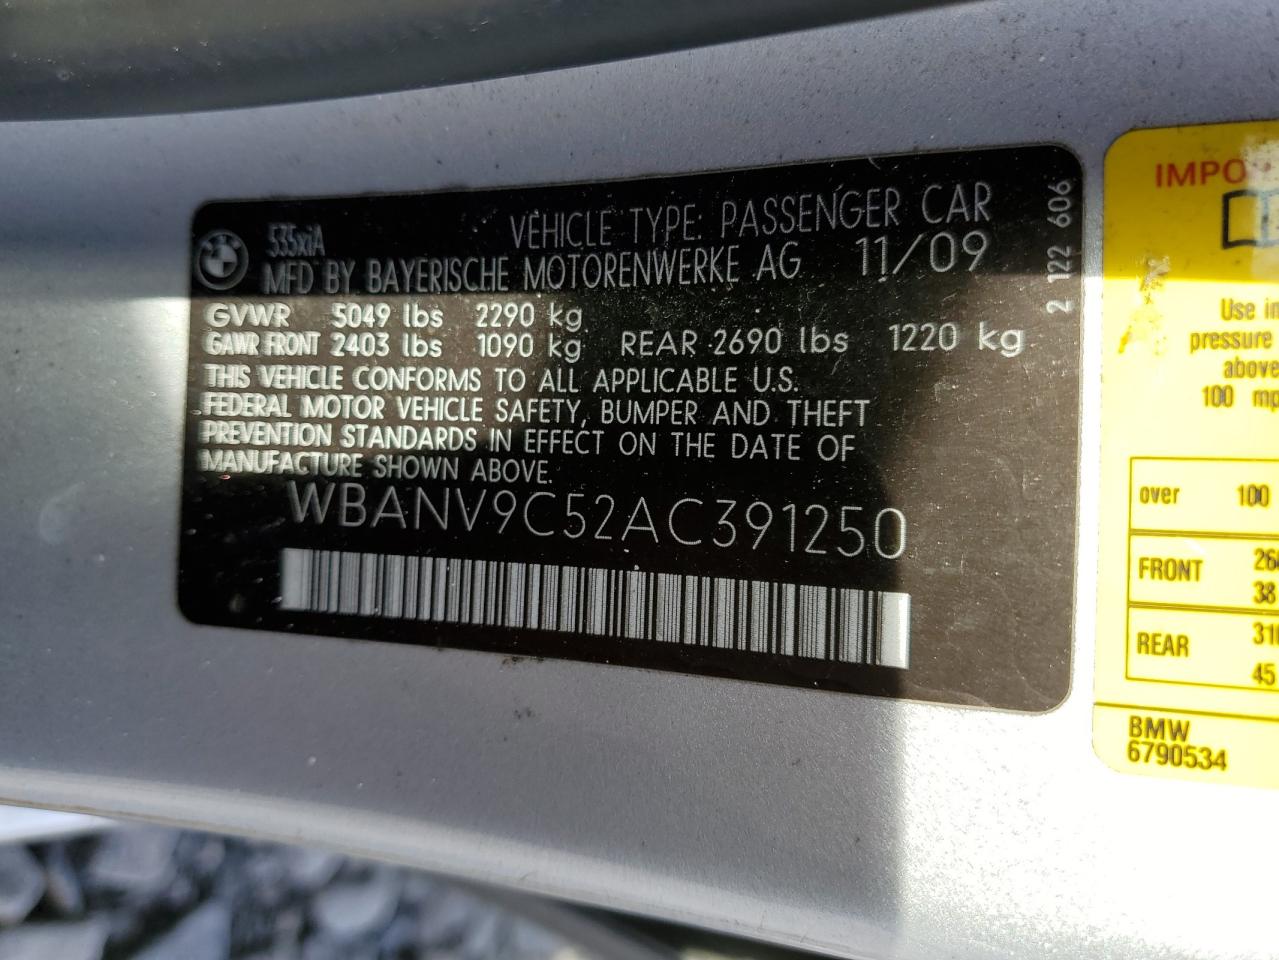 535xiA
VEHICLE TYPE: PASSENGER CAR
MFD BY BAYERISCHE MOTORENWERKE AG 11/09
GVWR 5049 lbs 2290 kg
GAWR FRONT 2403 lbs 1090 kg REAR 2690 lbs 1220 kg
THIS VEHICLE CONFORMS TO ALL APPLICABLE U.S.
FEDERAL MOTOR VEHICLE SAFETY, BUMPER AND THEFT
PREVENTION STANDARDS IN EFFECT ON THE DATE OF
MANUFACTURE SHOWN ABOVE.
WBANV9C52AC391250
2 122 606
Use in
pressure
above
100
over 100
FRONT
38
REAR
45
BMW
6790534